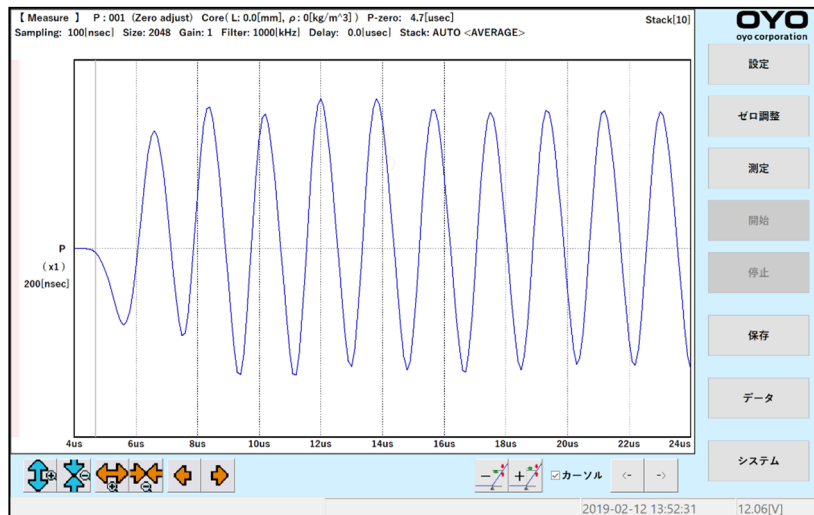 【 Measure 】 P : 001 (Zero adjust) Core( L: 0.0[mm], ρ : 0[kg/m^3] ) P-zero: 4.7[usec] Stack[10]
Sampling: 100[nsec] Size: 2048 Gain: 1 Filter: 1000[kHz] Delay: 0.0[usec] Stack: AUTO <AVERAGE>
OYO
oyo corporation
設定
ゼロ調整
測定
開始
停止
保存
データ
システム
P
(x1)
200[nsec]
4us 6us 8us 10us 12us 14us 16us 18us 20us 22us 24us
カーソル
<-
->
2019-02-12 13:52:31 12.06[V]